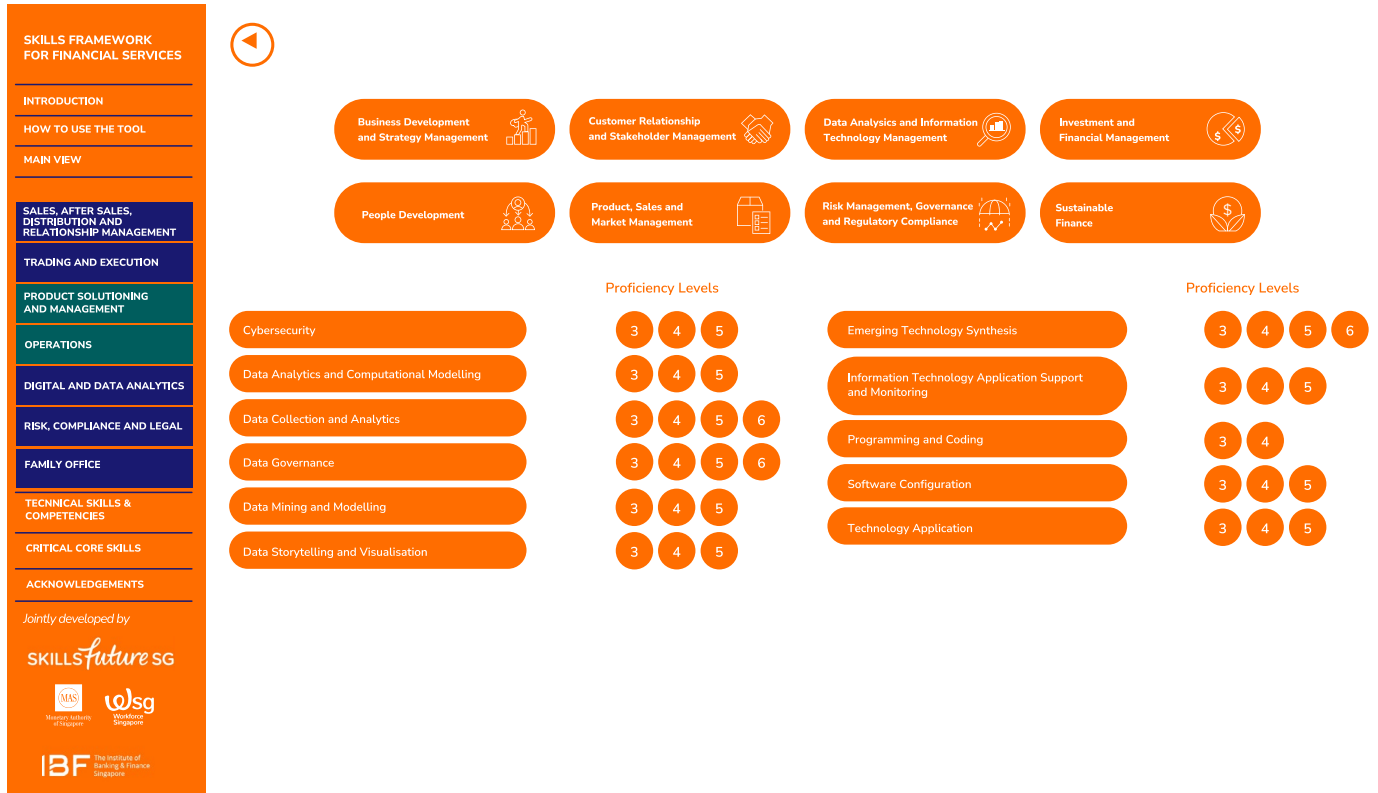 SKILLS FRAMEWORK
FOR FINANCIAL SERVICES
INTRODUCTION
HOW TO USE THE TOOL
MAIN VIEW
SALES, AFTER SALES,
DISTRIBUTION AND
RELATIONSHIP MANAGEMENT
TRADING AND EXECUTION
PRODUCT SOLUTIONING
AND MANAGEMENT
OPERATIONS
DIGITAL AND DATA ANALYTICS
RISK, COMPLIANCE AND LEGAL
FAMILY OFFICE
TECNNICAL SKILLS &
COMPETENCIES
CRITICAL CORE SKILLS
ACKNOWLEDGEMENTS
Jointly developed by
SKILLSfuture SG
MAS
Monetary Authority
of Singapore
wsg
Workforce
Singapore
IBF
The Institute of
Banking & Finance
Singapore
Business Development
and Strategy Management
Customer Relationship
and Stakeholder Management
Data Analysics and Information
Technology Management
$ $
Investment and
Financial Management
People Development
Product, Sales and
Market Management
Risk Management, Governance
and Regulatory Compliance
Sustainable
Finance
$
Proficiency Levels
Cybersecurity 3 4 5
Data Analytics and Computational Modelling 3 4 5
Data Collection and Analytics 3 4 5 6
Data Governance 3 4 5 6
Data Mining and Modelling 3 4 5
Data Storytelling and Visualisation 3 4 5
Proficiency Levels
Emerging Technology Synthesis 3 4 5 6
Information Technology Application Support
and Monitoring 3 4 5
Programming and Coding 3 4
Software Configuration 3 4 5
Technology Application 3 4 5